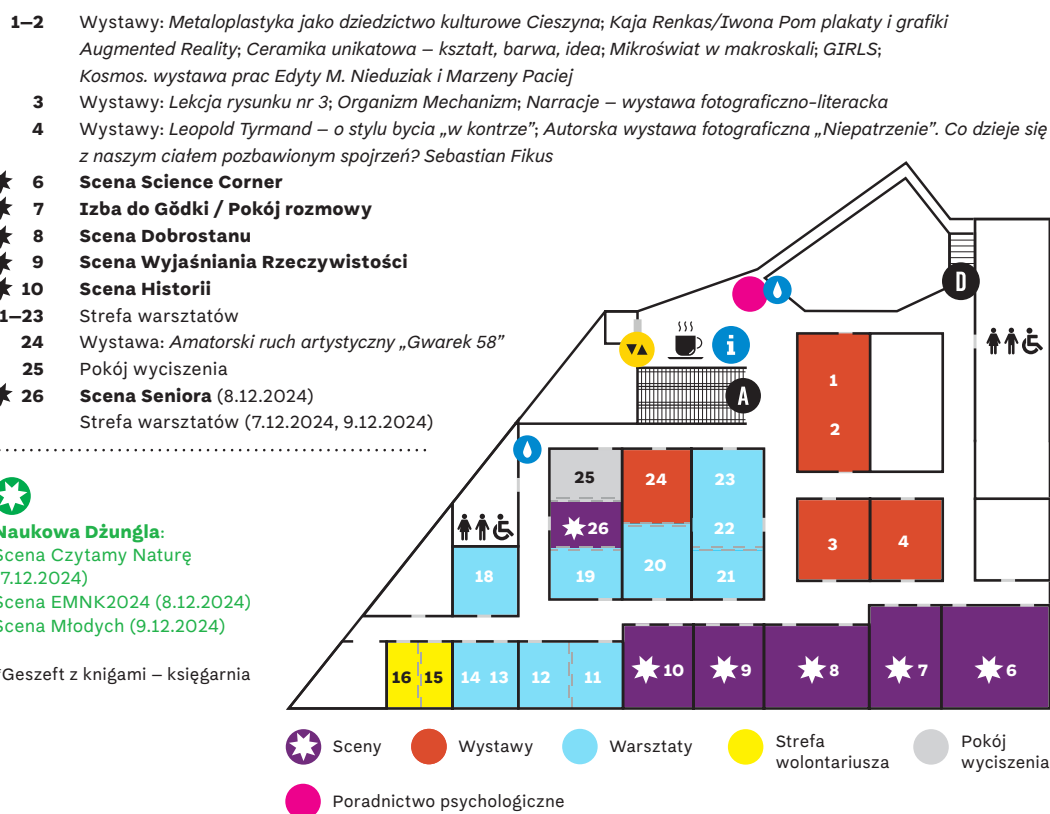 1–2 Wystawy: Metaloplastyka jako dziedzictwo kulturowe Cieszyna; Kaja Renkas/Iwona Pom plakaty i grafiki
Augmented Reality; Ceramika unikatowa – kształt, barwa, idea; Mikroświat w makroskali; GIRLS;
Kosmos. wystawa prac Edyty M. Nieduziak i Marzeny Paciej
3 Wystawy: Lekcja rysunku nr 3; Organizm Mechanizm; Narracje – wystawa fotograficzno-literacka
4 Wystawy: Leopold Tyrmand – o stylu bycia „w kontrze”; Autorska wystawa fotograficzna „Niepatrzenie”. Co dzieje się
z naszym ciałem pozbawionym spojrzeń? Sebastian Fikus
6 Scena Science Corner
7 Izba do Gŏdki / Pokój rozmowy
8 Scena Dobrostanu
9 Scena Wyjaśniania Rzeczywistości
10 Scena Historii
1–23 Strefa warsztatów
24 Wystawa: Amatorski ruch artystyczny „Gwarek 58”
25 Pokój wyciszenia
26 Scena Seniora (8.12.2024)
Strefa warsztatów (7.12.2024, 9.12.2024)
Naukowa Dżungla:
Scena Czytamy Naturę
(7.12.2024)
Scena EMNK2024 (8.12.2024)
Scena Młodych (9.12.2024)
*Geszeft z knigami – księgarnia
D
i
A
1
2
25
24
23
26
22
3
4
18
19
20
21
16
15
14
13
12
11
10
9
8
7
6
Sceny
Wystawy
Warsztaty
Strefa
wolontariusza
Pokój
wyciszenia
Poradnictwo psychologiczne